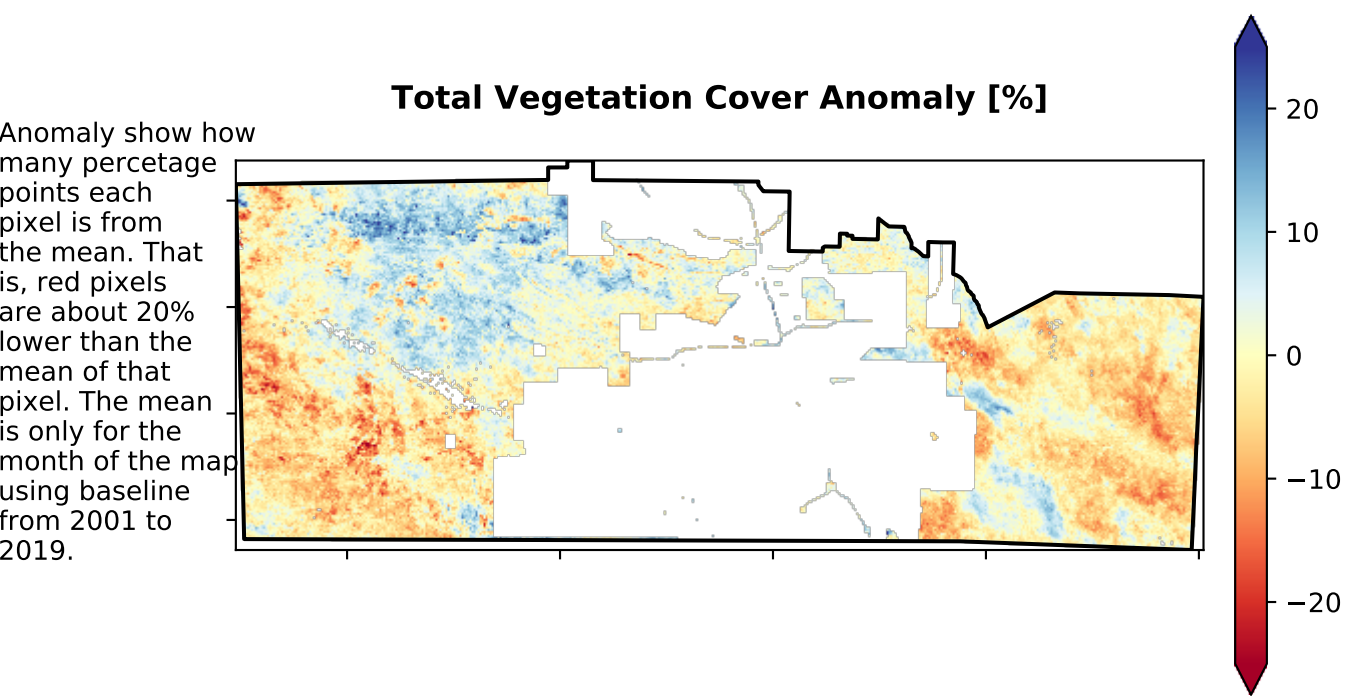 Total Vegetation Cover Anomaly [%]
Anomaly show how
many percetage
points each
pixel is from
the mean. That
is, red pixels
are about 20%
lower than the
mean of that
pixel. The mean
is only for the
month of the map
using baseline
from 2001 to
2019.
20
10
0
−10
−20